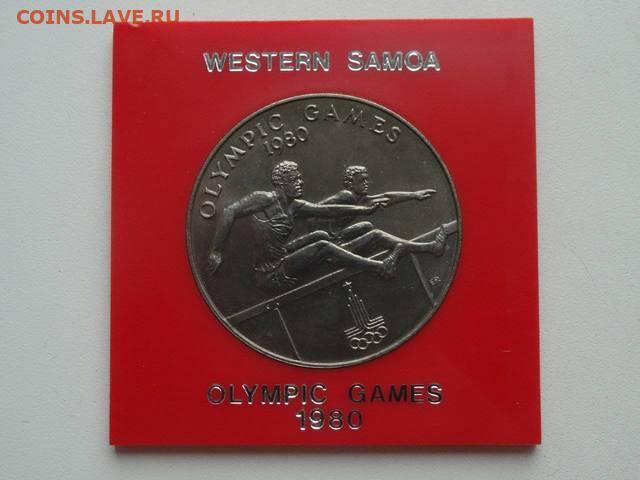 COINS.LAVE.RU
WESTERN SAMOA
OLYMPIC GAMES
1980
OLYMPIC GAMES
1980